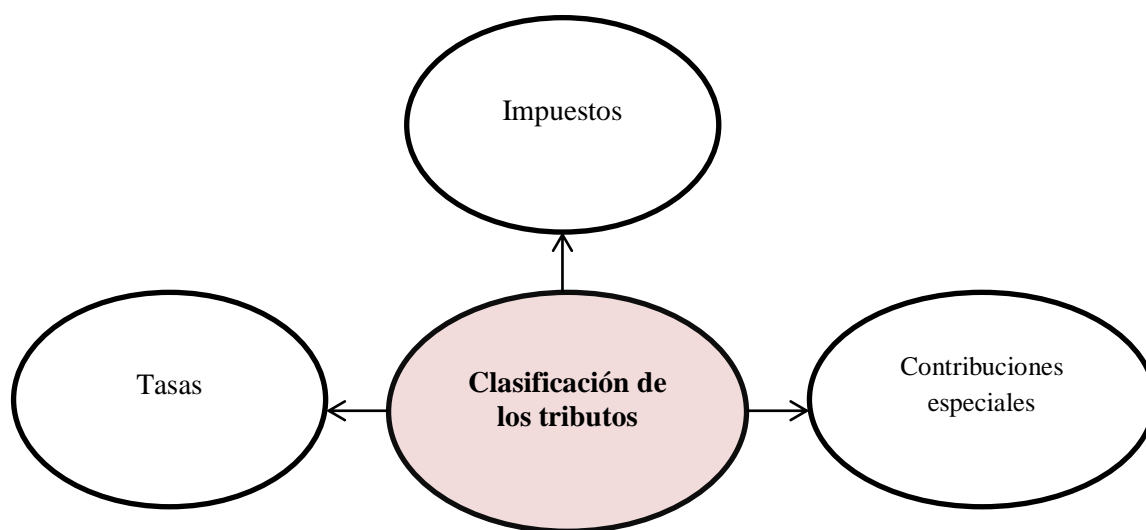 Impuestos
Tasas
Clasificación de
los tributos
Contribuciones
especiales